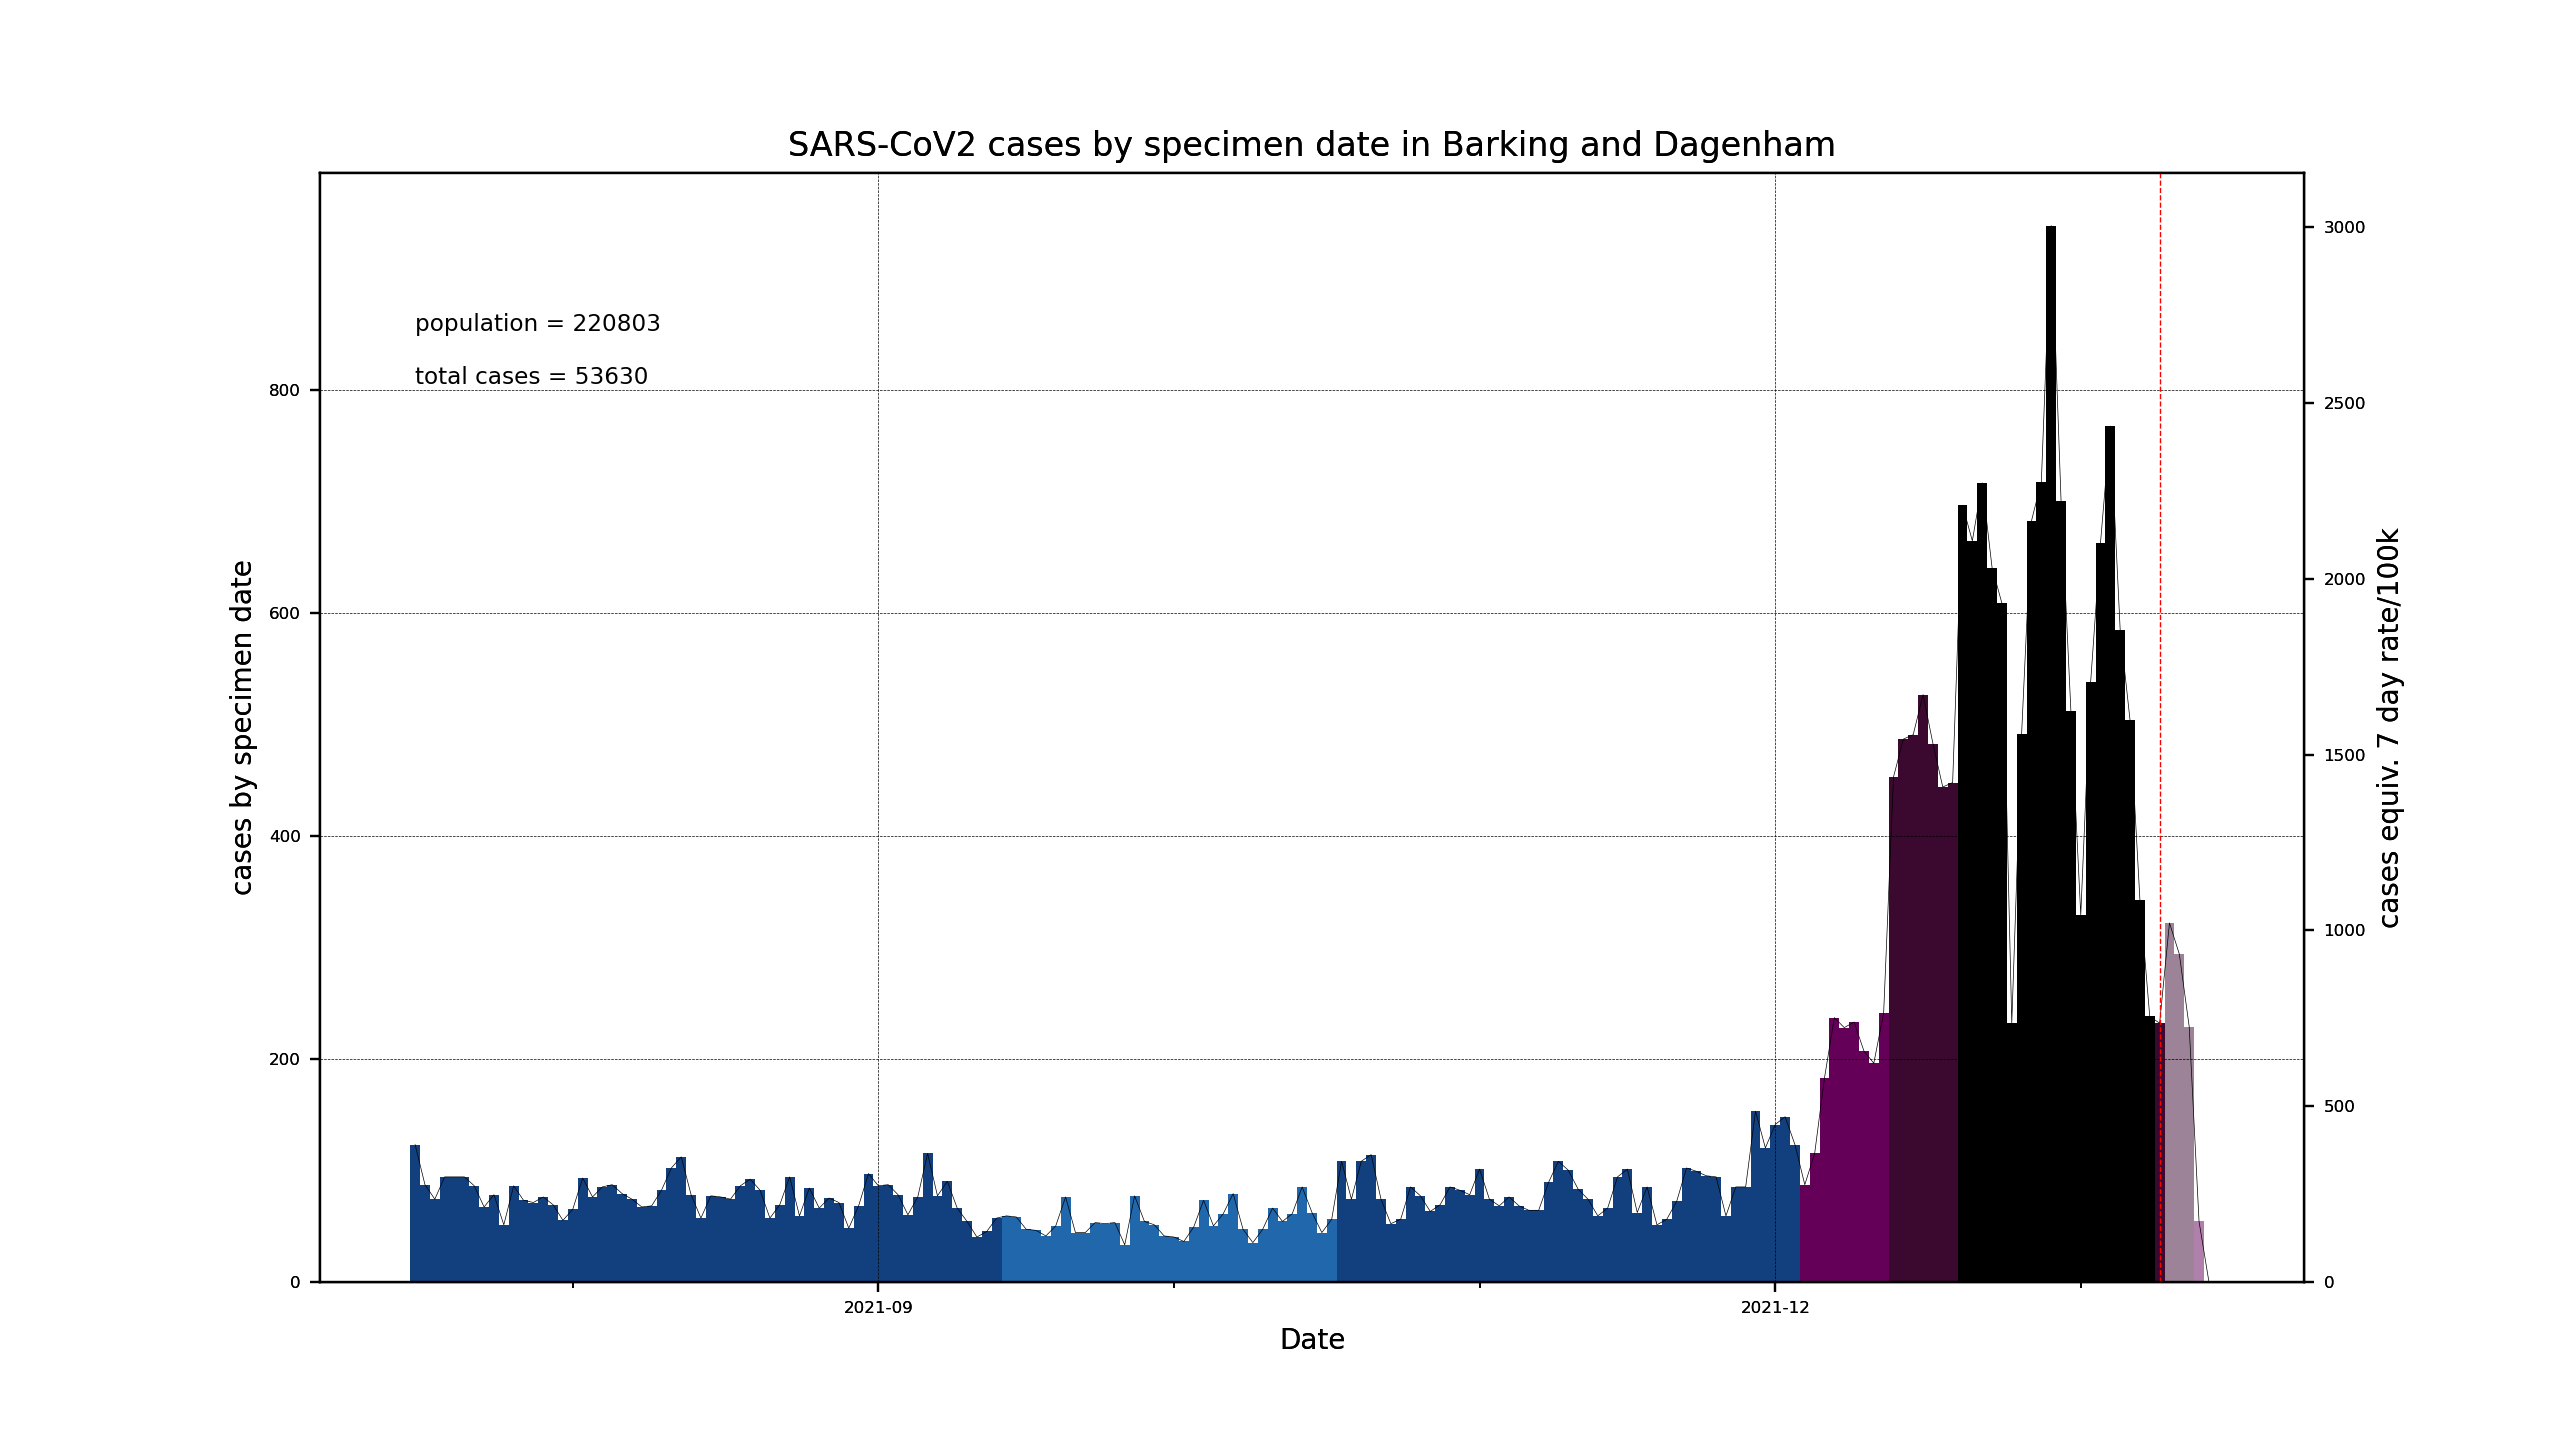 SARS-CoV2 cases by specimen date in Barking and Dagenham
population = 220803
total cases = 53630
cases by specimen date
800
600
400
200
0
3000
2500
2000
1500
1000
500
0
cases equiv. 7 day rate/100k
2021-09
2021-12
Date